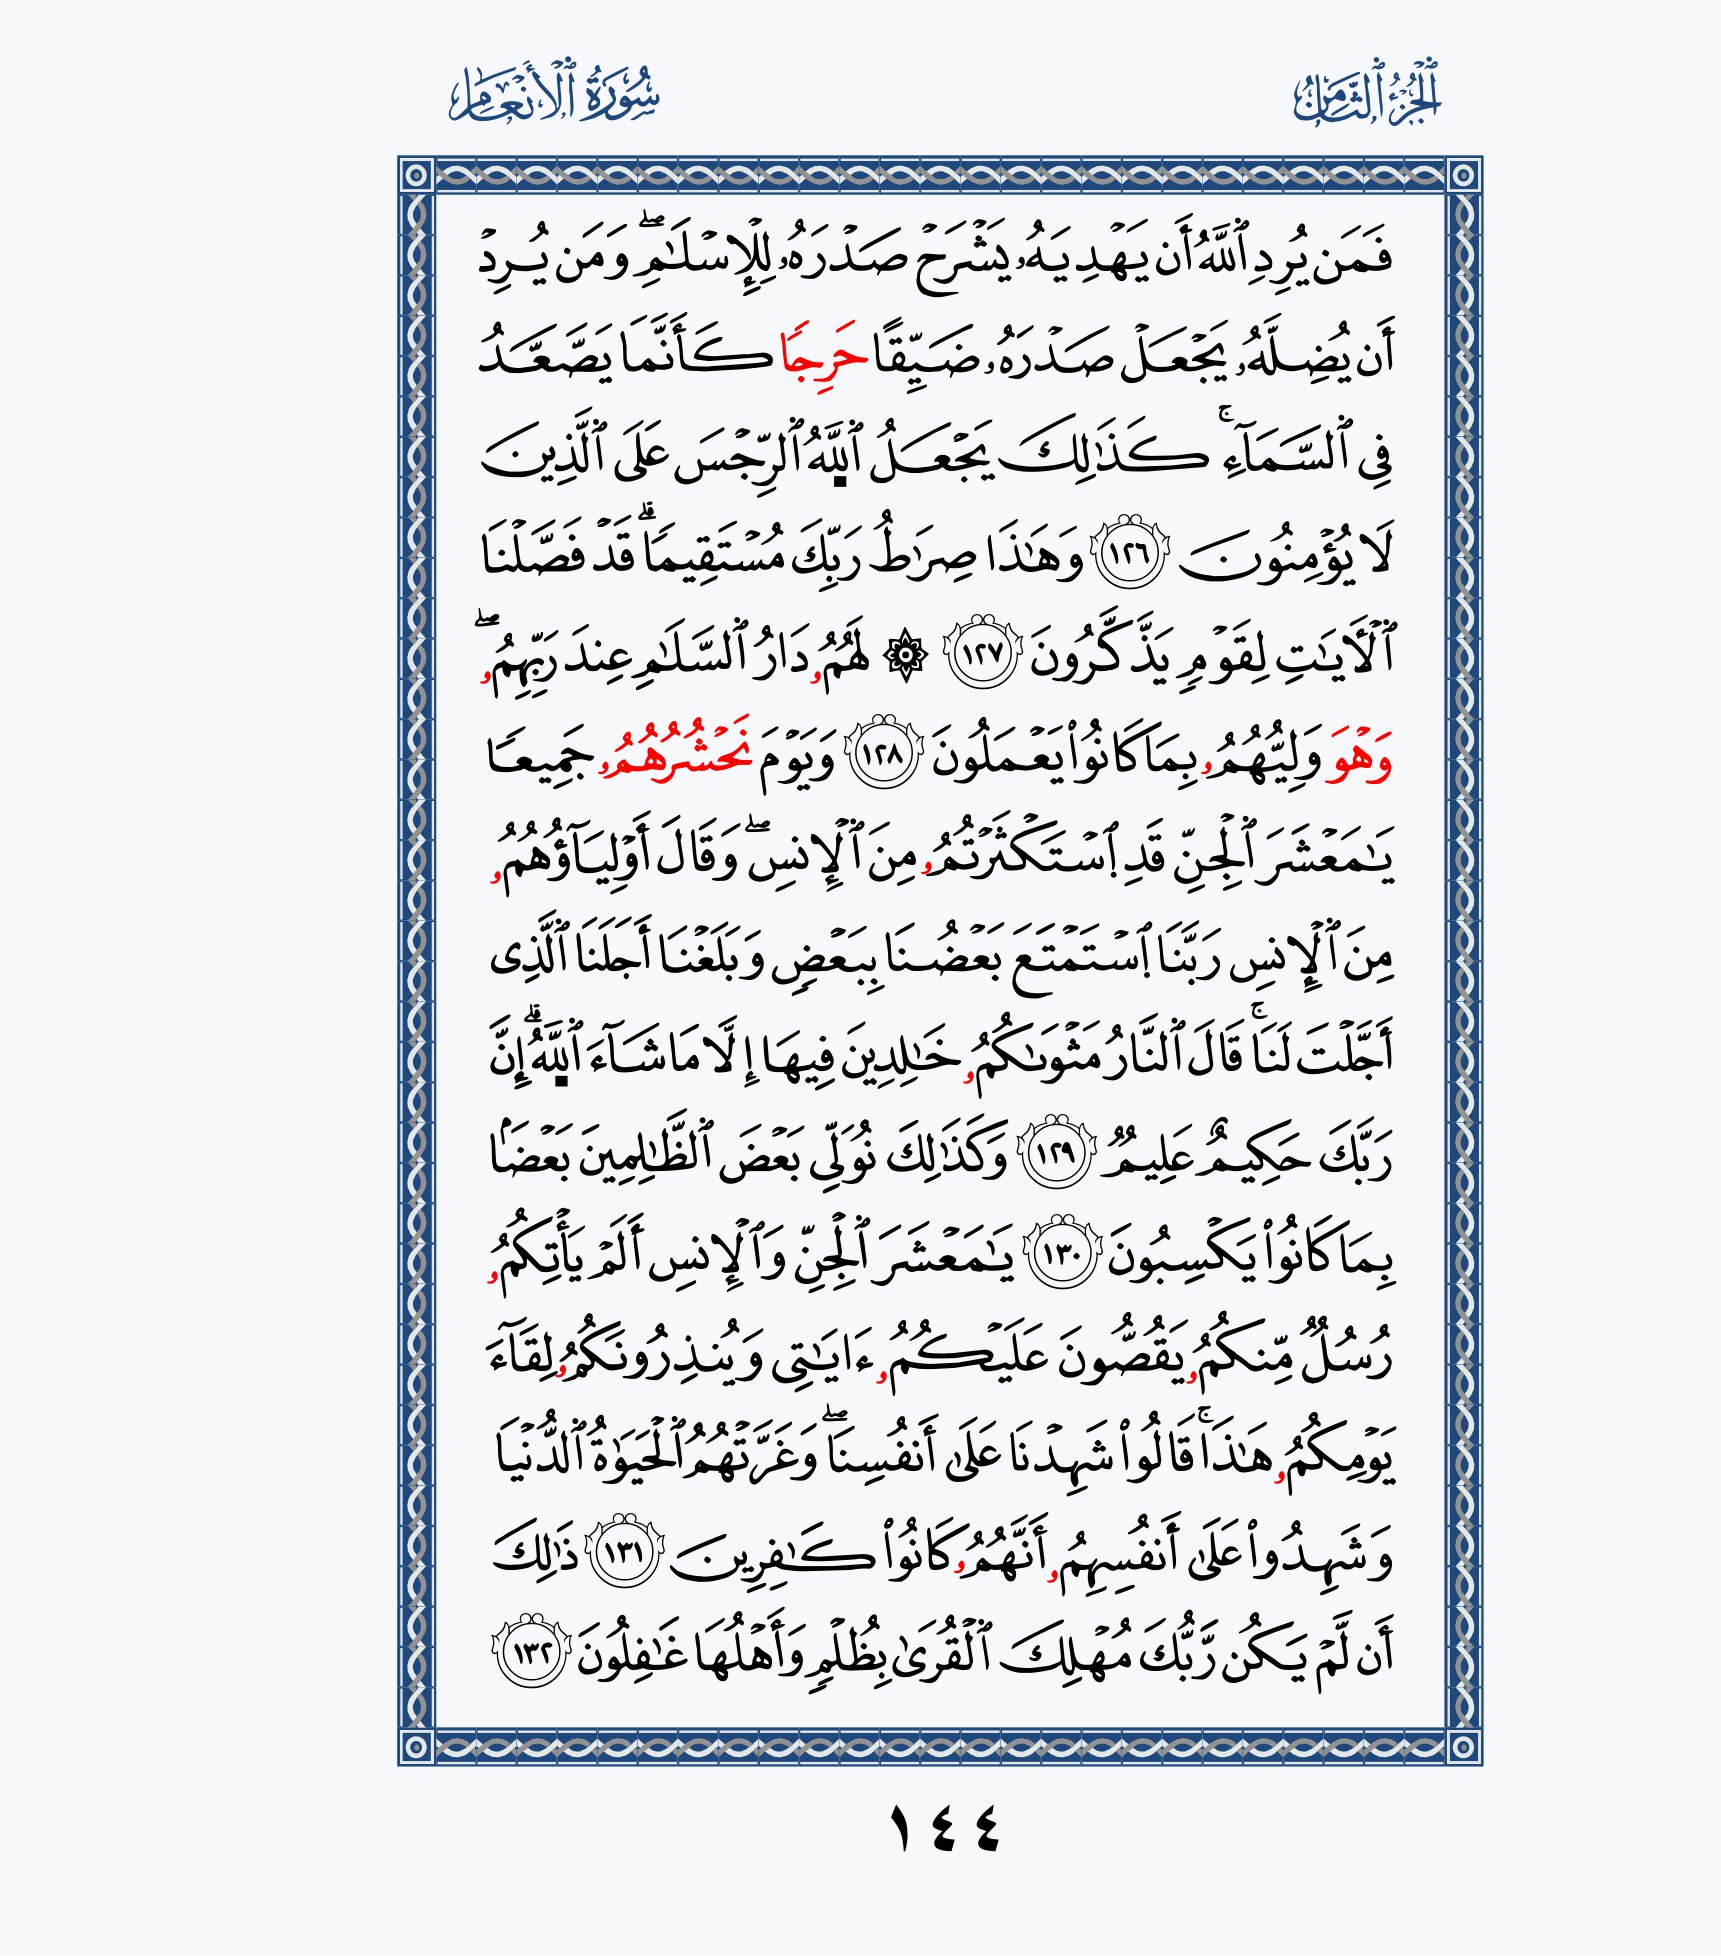 الجُزْءُ ٱلثَّامِنُ
سُورَةُ ٱلْأَنْعَامِ
فَمَن يُرِدِ ٱللَّهُ أَن يَهْدِيَهُۥ يَشْرَحْ صَدْرَهُۥ لِلْإِسْلَٰمِۖ وَمَن يُرِدْ
أَن يُضِلَّهُۥ يَجْعَلْ صَدْرَهُۥ ضَيِّقًا حَرِجًا كَأَنَّمَا يَصَّعَّدُ
فِي ٱلسَّمَآءِۚ كَذَٰلِكَ يَجْعَلُ ٱللَّهُ ٱلرِّجْسَ عَلَى ٱلَّذِينَ
لَا يُؤْمِنُونَ ١٢٦ وَهَٰذَا صِرَٰطُ رَبِّكَ مُسْتَقِيمًاۗ قَدْ فَصَّلْنَا
ٱلْأٓيَٰتِ لِقَوْمٍ يَذَّكَّرُونَ ١٢٧ ۞ لَهُمُۥ دَارُ ٱلسَّلَٰمِ عِندَ رَبِّهِمُۥۖ
وَهْوَ وَلِيُّهُمُۥ بِمَا كَانُوا۟ يَعْمَلُونَ ١٢٨ وَيَوْمَ نَحْشُرُهُمُۥ جَمِيعًا
يَٰمَعْشَرَ ٱلْجِنِّ قَدِ ٱسْتَكْثَرْتُمُۥ مِنَ ٱلْإِنسِۖ وَقَالَ أَوْلِيَآؤُهُمُۥ
مِنَ ٱلْإِنسِ رَبَّنَا ٱسْتَمْتَعَ بَعْضُنَا بِبَعْضٍ وَبَلَغْنَا أَجَلَنَا ٱلَّذِى
أَجَّلْتَ لَنَاۚ قَالَ ٱلنَّارُ مَثْوَىٰكُمُۥ خَٰلِدِينَ فِيهَا إِلَّا مَا شَآءَ ٱللَّهُۗ إِنَّ
رَبَّكَ حَكِيمٌ عَلِيمٌ ١٢٩ وَكَذَٰلِكَ نُوَلِّي بَعْضَ ٱلظَّٰلِمِينَ بَعْضَۢا
بِمَا كَانُوا۟ يَكْسِبُونَ ١٣٠ يَٰمَعْشَرَ ٱلْجِنِّ وَٱلْإِنسِ أَلَمْ يَأْتِكُمُۥ
رُسُلٌ مِّنكُمُۥ يَقُصُّونَ عَلَيْكُمُۥ ءَايَٰتِي وَيُنذِرُونَكُمُۥ لِقَآءَ
يَوْمِكُمُۥ هَٰذَاۚ قَالُوا۟ شَهِدْنَا عَلَىٰ أَنفُسِنَاۖ وَغَرَّتْهُمُ ٱلْحَيَوٰةُ ٱلدُّنْيَا
وَشَهِدُوا۟ عَلَىٰ أَنفُسِهِمُۥ أَنَّهُمُۥ كَانُوا۟ كَٰفِرِينَ ١٣١ ذَٰلِكَ
أَن لَّمْ يَكُن رَّبُّكَ مُهْلِكَ ٱلْقُرَىٰ بِظُلْمٍ وَأَهْلُهَا غَٰفِلُونَ ١٣٢
١٤٤